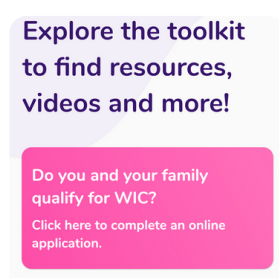 Explore the toolkit
to find resources,
videos and more!
Do you and your family
qualify for WIC?
Click here to complete an online
application.